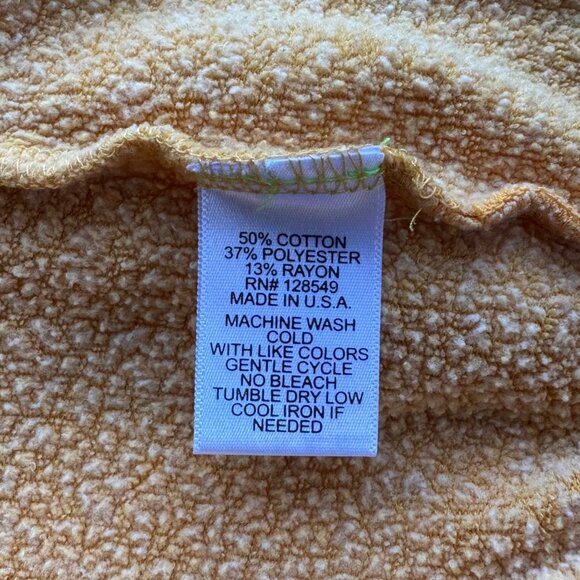 50% COTTON
37% POLYESTER
13% RAYON
RN# 128549
MADE IN U.S.A.
MACHINE WASH
COLD
WITH LIKE COLORS
GENTLE CYCLE
NO BLEACH
TUMBLE DRY LOW
COOL IRON IF
NEEDED